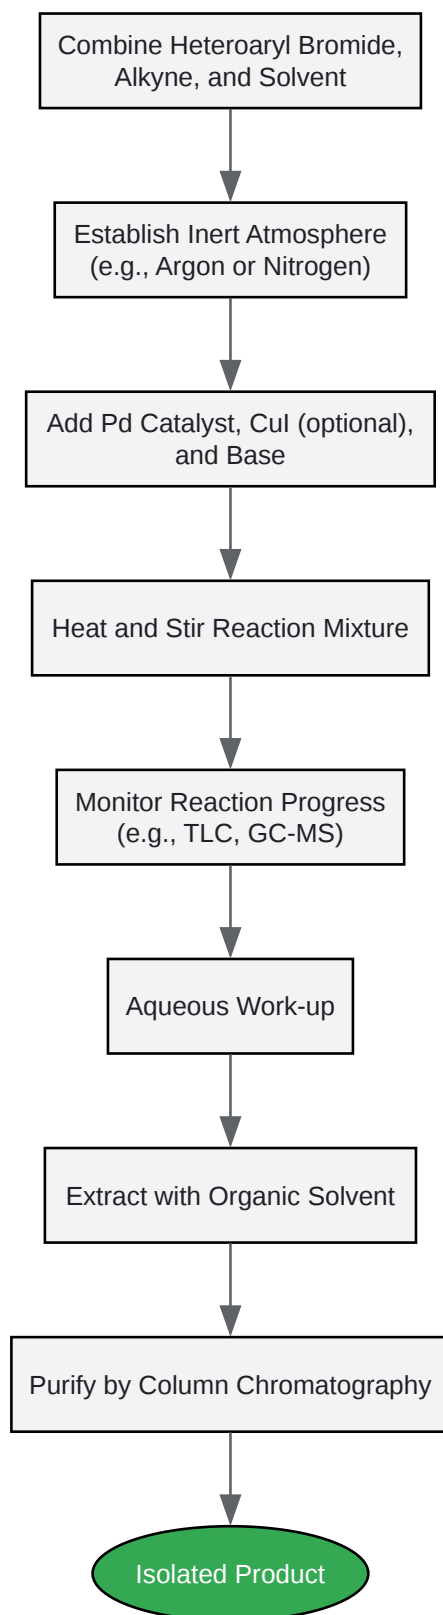 Combine Heteroaryl Bromide,
Alkyne, and Solvent
Establish Inert Atmosphere
(e.g., Argon or Nitrogen)
Add Pd Catalyst, CuI (optional),
and Base
Heat and Stir Reaction Mixture
Monitor Reaction Progress
(e.g., TLC, GC-MS)
Aqueous Work-up
Extract with Organic Solvent
Purify by Column Chromatography
Isolated Product